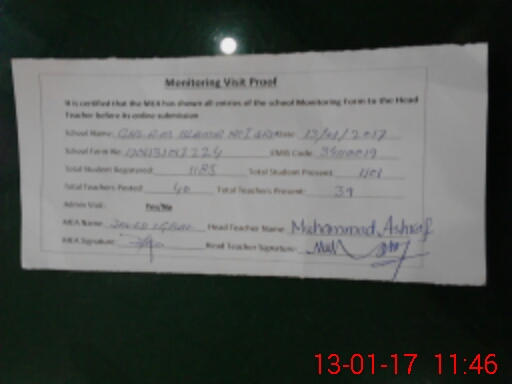 Monitoring Visit Proof
It is certified that the MEA has shown all entries of the school Monitoring Form to the Head
Teacher before its online submission
School Name: Date: 13/01/2017
School Form No: EMIS Code:
Total Student Registered: 1185 Total Student Present: 1101
Total Teachers Posted: 40 Total Teachers Present: 39
Admin Visit: Yes/No
MEA Name: Head Teacher Name: Muhammad Ashraf
MEA Signature: Head Teacher Signature:
13-01-17 11:46